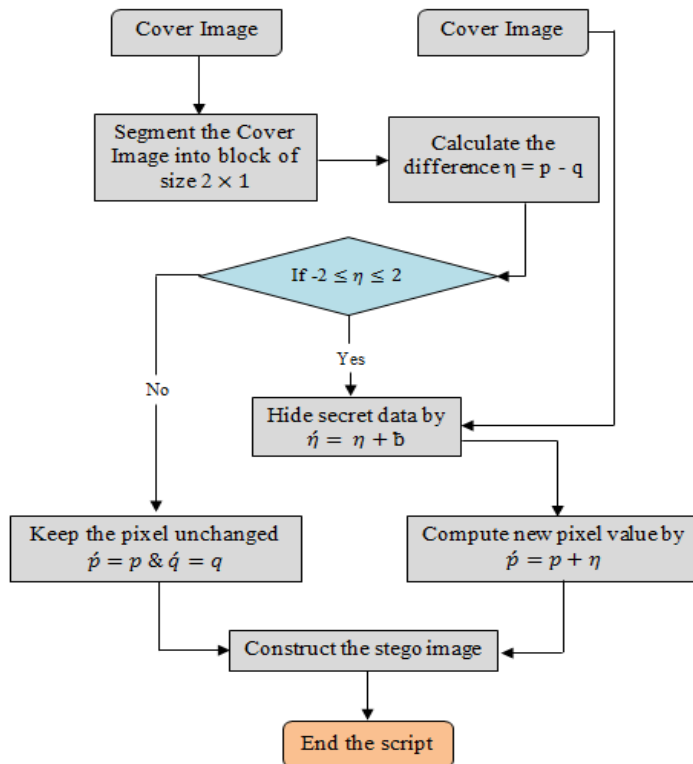 Cover Image
Cover Image
Segment the Cover
Image into block of
size 2 × 1
Calculate the
difference η = p - q
If -2 ≤ η ≤ 2
Yes
No
Hide secret data by
ή = η + ƀ
Keep the pixel unchanged
ṕ = p & q́ = q
Compute new pixel value by
ṕ = p + η
Construct the stego image
End the script